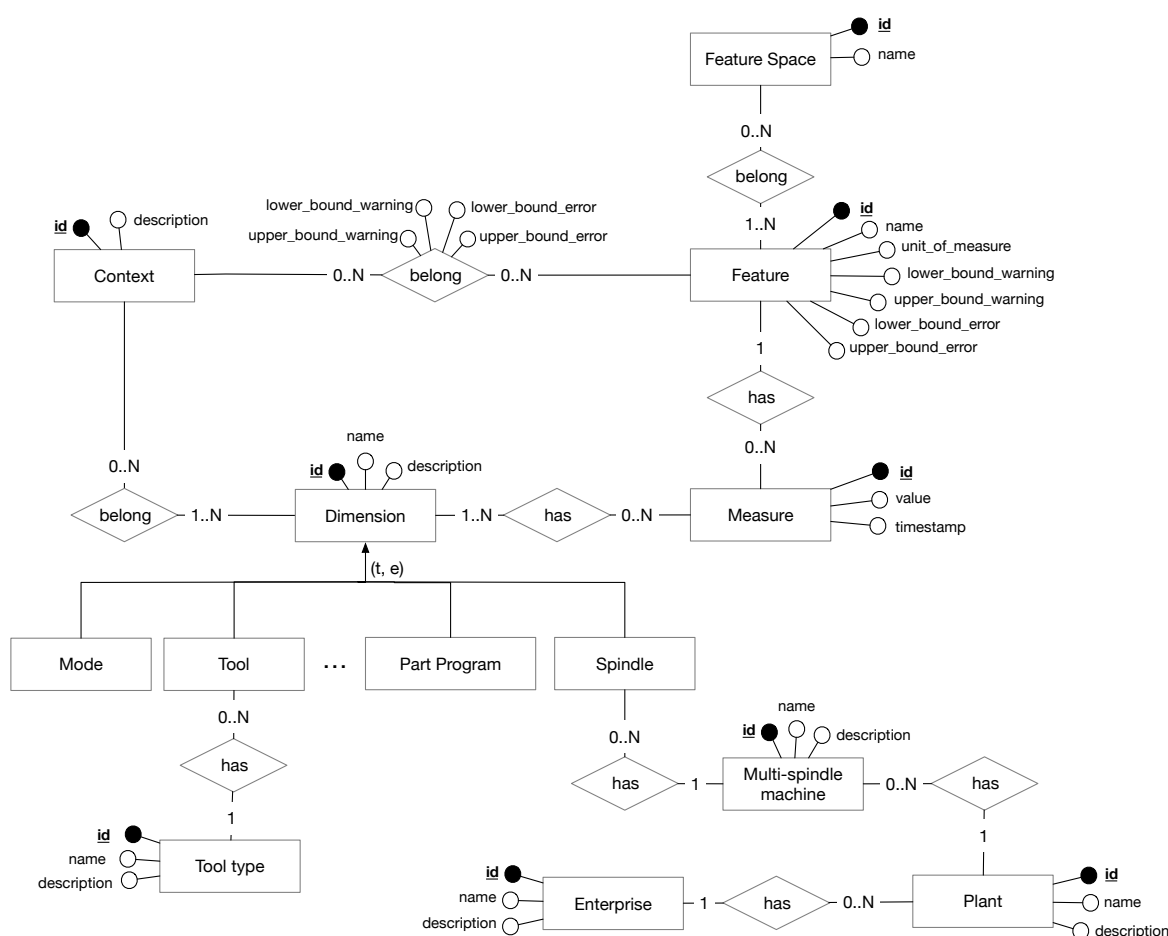 id
Feature Space
name
0..N
belong
1..N
id
name
unit_of_measure
Feature
lower_bound_warning
upper_bound_warning
lower_bound_error
upper_bound_error
lower_bound_warning
lower_bound_error
upper_bound_warning
upper_bound_error
0..N
belong
0..N
id
description
Context
1
has
0..N
id
Measure
value
timestamp
0..N
belong
1..N
name
id
description
Dimension
1..N
has
0..N
(t, e)
Mode
Tool
...
Part Program
Spindle
0..N
has
1
id
name
description
Tool type
0..N
has
1
name
id
description
Multi-spindle
machine
0..N
has
1
id
name
description
Enterprise
1
has
0..N
Plant
id
name
description